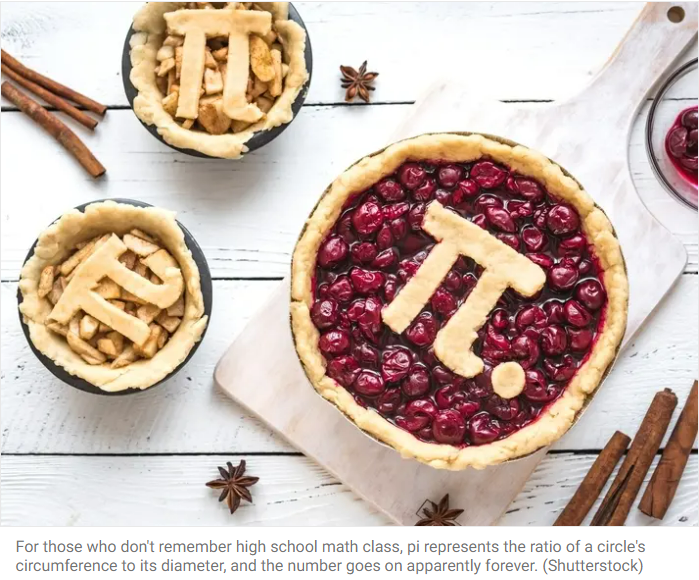 π
π
π.
For those who don't remember high school math class, pi represents the ratio of a circle's
circumference to its diameter, and the number goes on apparently forever. (Shutterstock)